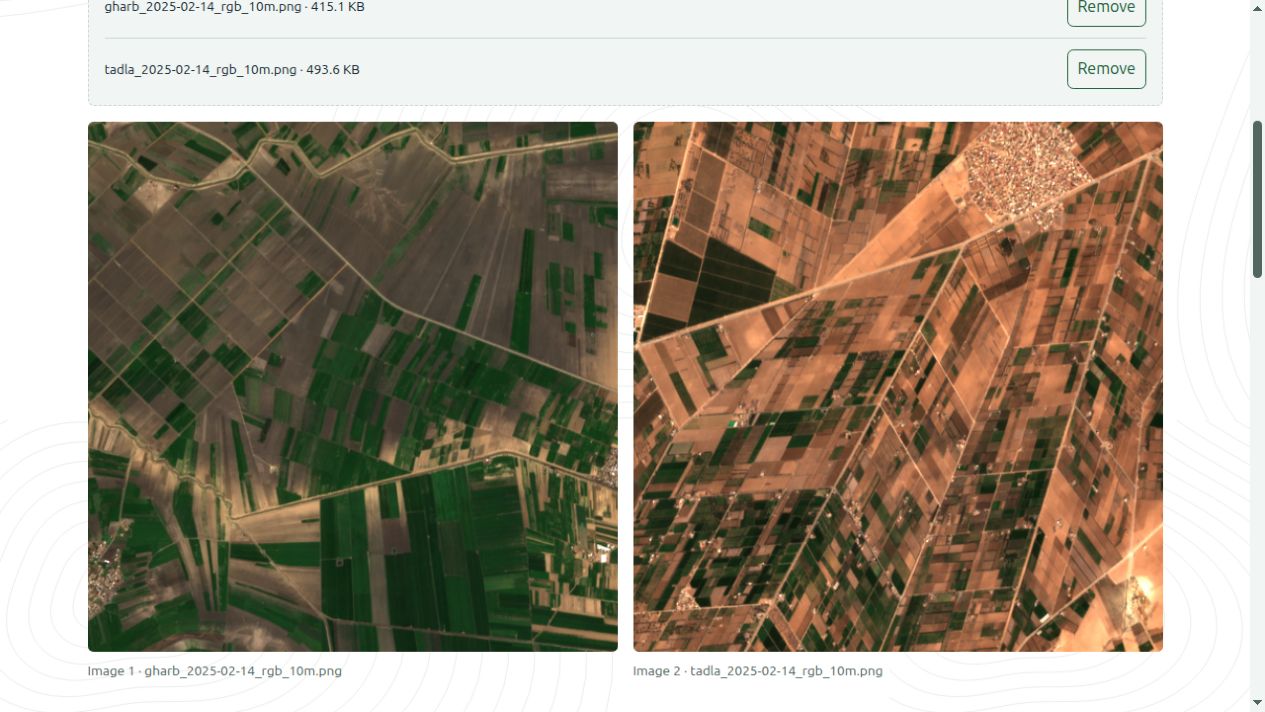 gharb_2025-02-14_rgb_10m.png · 415.1 KB
Remove
tadla_2025-02-14_rgb_10m.png · 493.6 KB
Remove
Image 1 · gharb_2025-02-14_rgb_10m.png
Image 2 · tadla_2025-02-14_rgb_10m.png